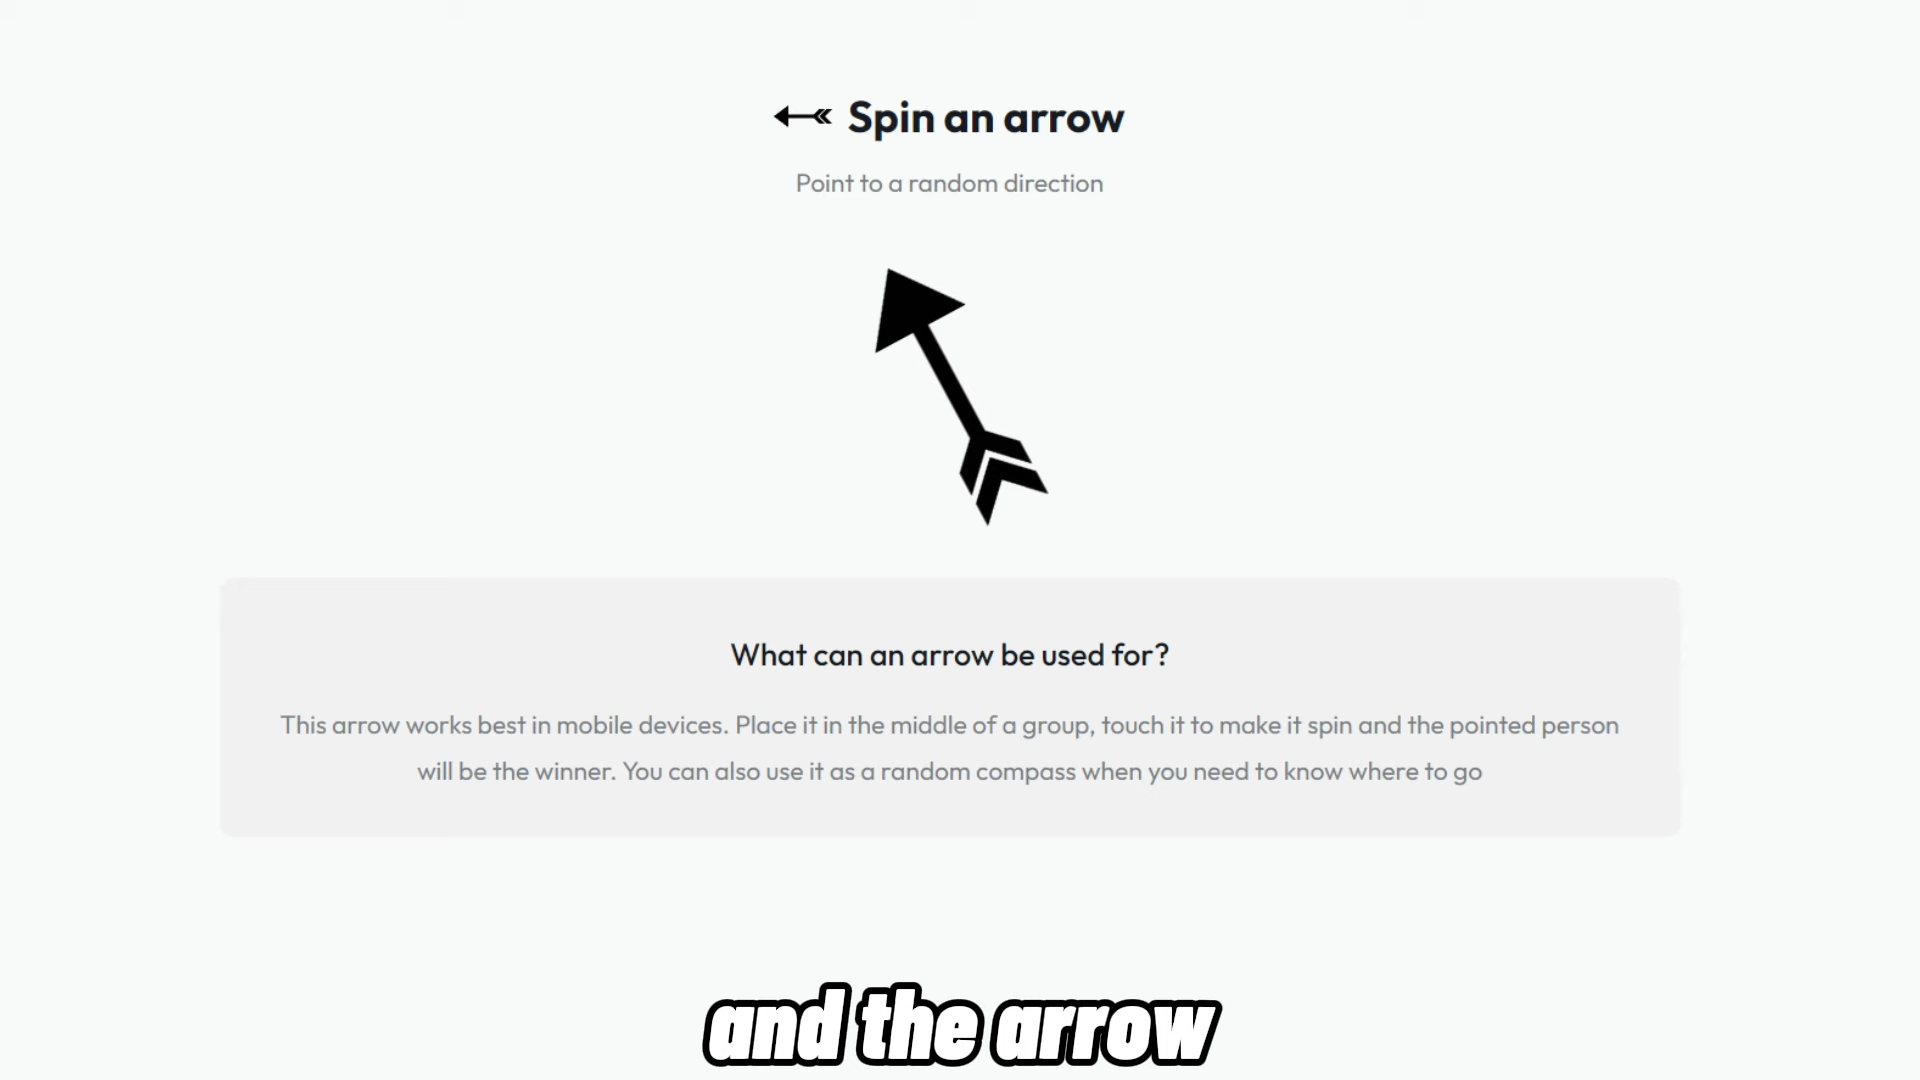 Spin an arrow
Point to a random direction
What can an arrow be used for?
This arrow works best in mobile devices. Place it in the middle of a group, touch it to make it spin and the pointed person
will be the winner. You can also use it as a random compass when you need to know where to go
and the arrow